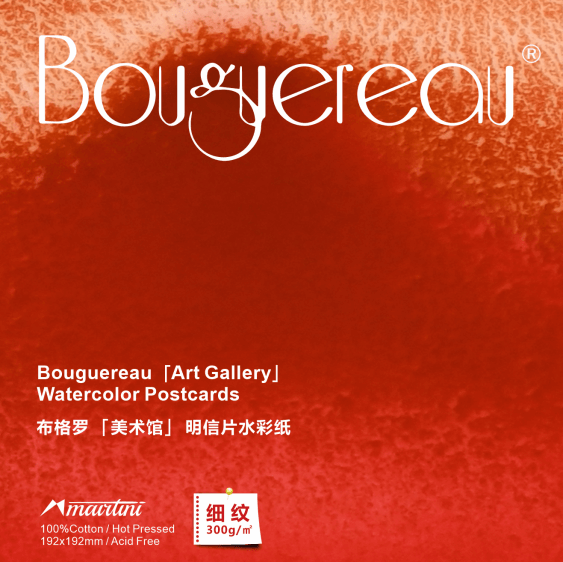 Bouguereau®
Bouguereau「Art Gallery」
Watercolor Postcards
布格罗「美术馆」明信片水彩纸
martini
100%Cotton / Hot Pressed
192x192mm / Acid Free
细纹
300g/㎡